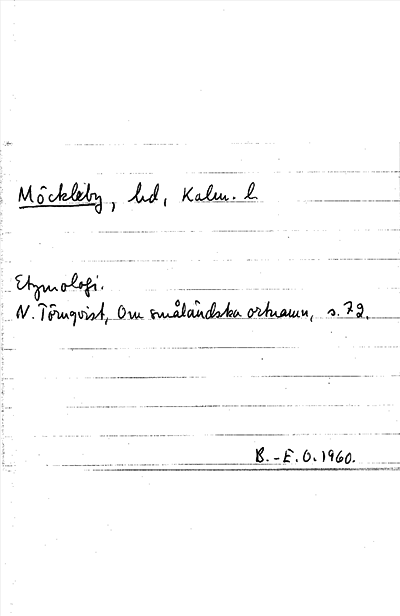 Möckleby, hd, Kalm. l.
Etymologi.
N. Törnqvist, Om småländska ortnamn, s. 72.
B.-E. O. 1960.